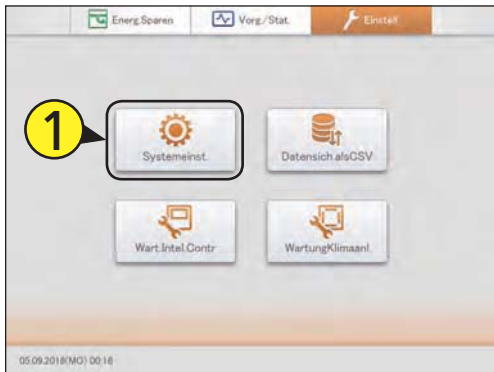 Energ.Sparen
Vorg./Stat.
Einstell
1
Systemeinst.
Datensich.alsCSV
Wart.Intel.Contr
WartungKlimaanl.
05.09.2018(MO) 00:16